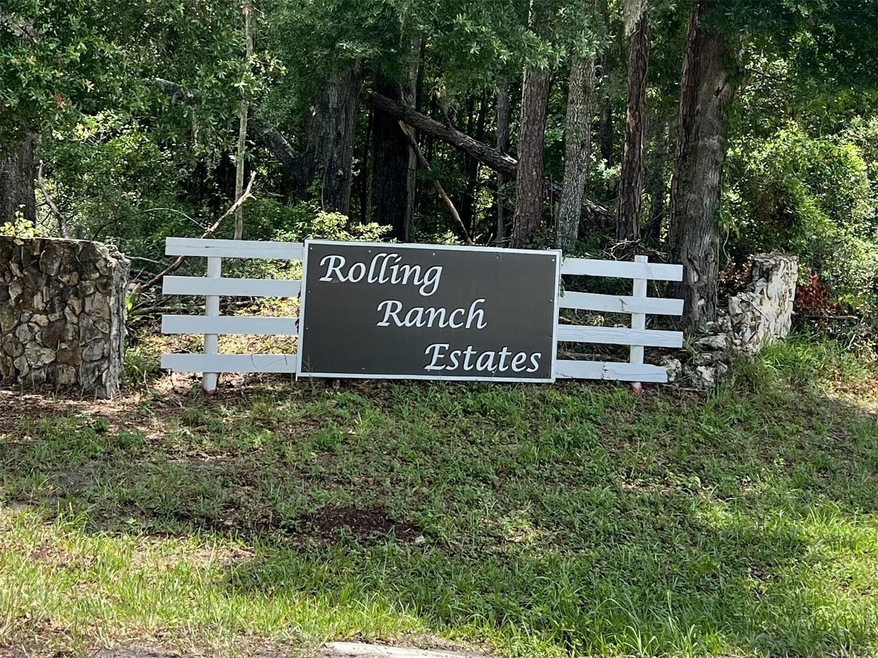 Rolling
Ranch
Estates